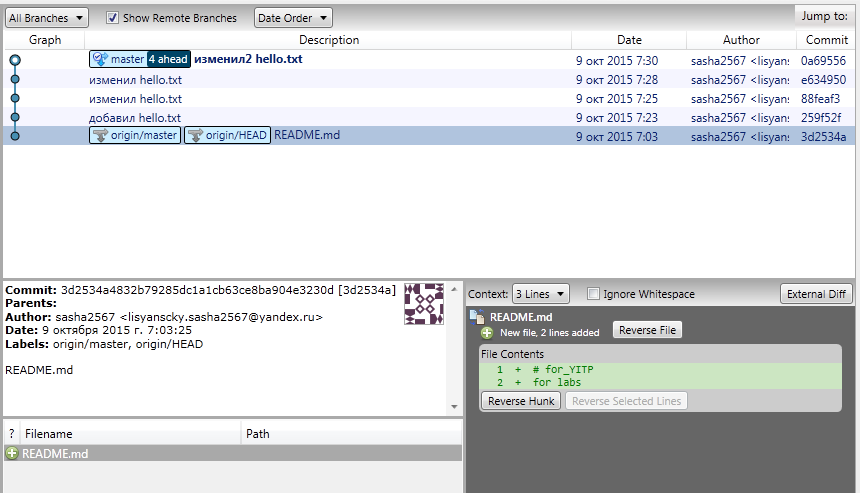 All Branches Show Remote Branches Date Order Jump to:
Graph Description Date Author Commit
master 4 ahead изменил2 hello.txt 9 окт 2015 7:30 sasha2567 <lisyans 0a69556
изменил hello.txt 9 окт 2015 7:28 sasha2567 <lisyans e634950
изменил hello.txt 9 окт 2015 7:25 sasha2567 <lisyans 88feaf3
добавил hello.txt 9 окт 2015 7:23 sasha2567 <lisyans 259f52f
origin/master origin/HEAD README.md 9 окт 2015 7:03 sasha2567 <lisyans 3d2534a
Commit: 3d2534a4832b79285dc1a1cb63ce8ba904e3230d [3d2534a]
Parents:
Author: sasha2567 <lisyanscky.sasha2567@yandex.ru>
Date: 9 октября 2015 г. 7:03:25
Labels: origin/master, origin/HEAD
README.md
? Filename Path
README.md
Context: 3 Lines Ignore Whitespace External Diff
README.md
New file, 2 lines added Reverse File
File Contents
1 + # for_YITP
2 + for labs
Reverse Hunk Reverse Selected Lines